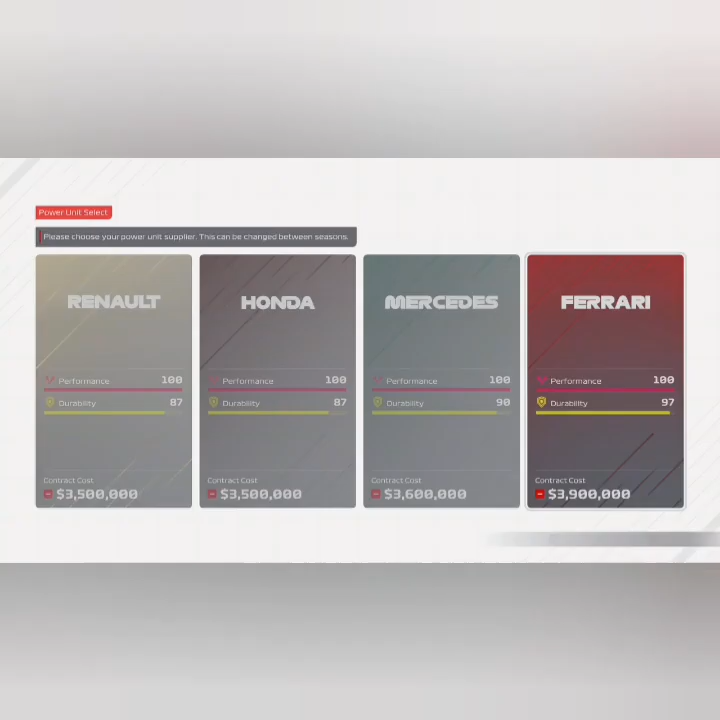 Power Unit Select
Please choose your power unit supplier. This can be changed between seasons.
RENAULT
Performance 100
Durability 87
Contract Cost
$3,500,000
HONDA
Performance 100
Durability 87
Contract Cost
$3,500,000
MERCEDES
Performance 100
Durability 90
Contract Cost
$3,600,000
FERRARI
Performance 100
Durability 97
Contract Cost
$3,900,000